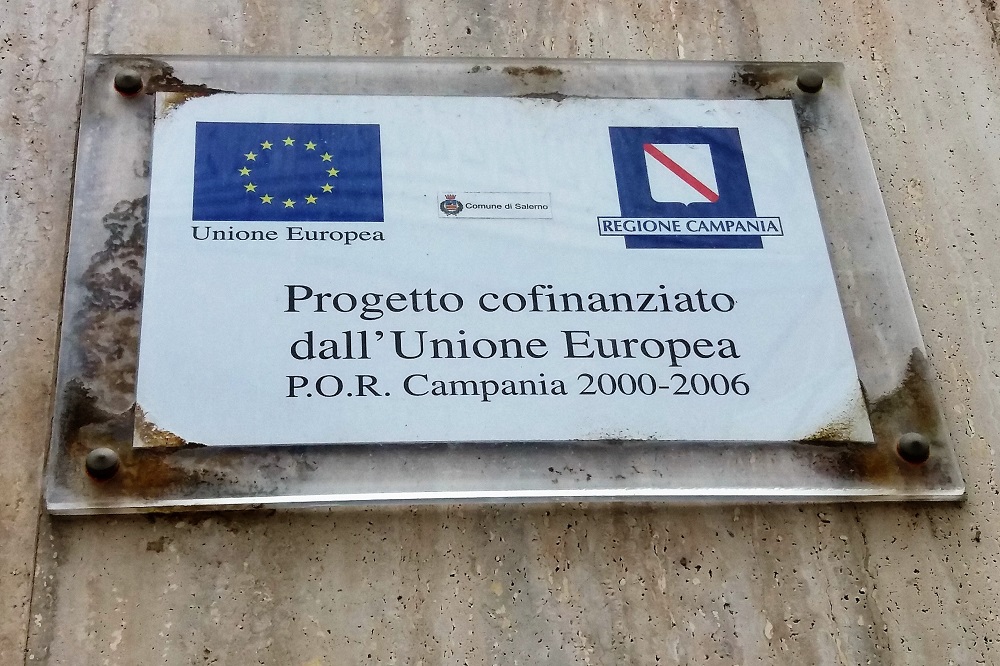 Unione Europea
Comune di Salerno
REGIONE CAMPANIA
Progetto cofinanziato
dall'Unione Europea
P.O.R. Campania 2000-2006